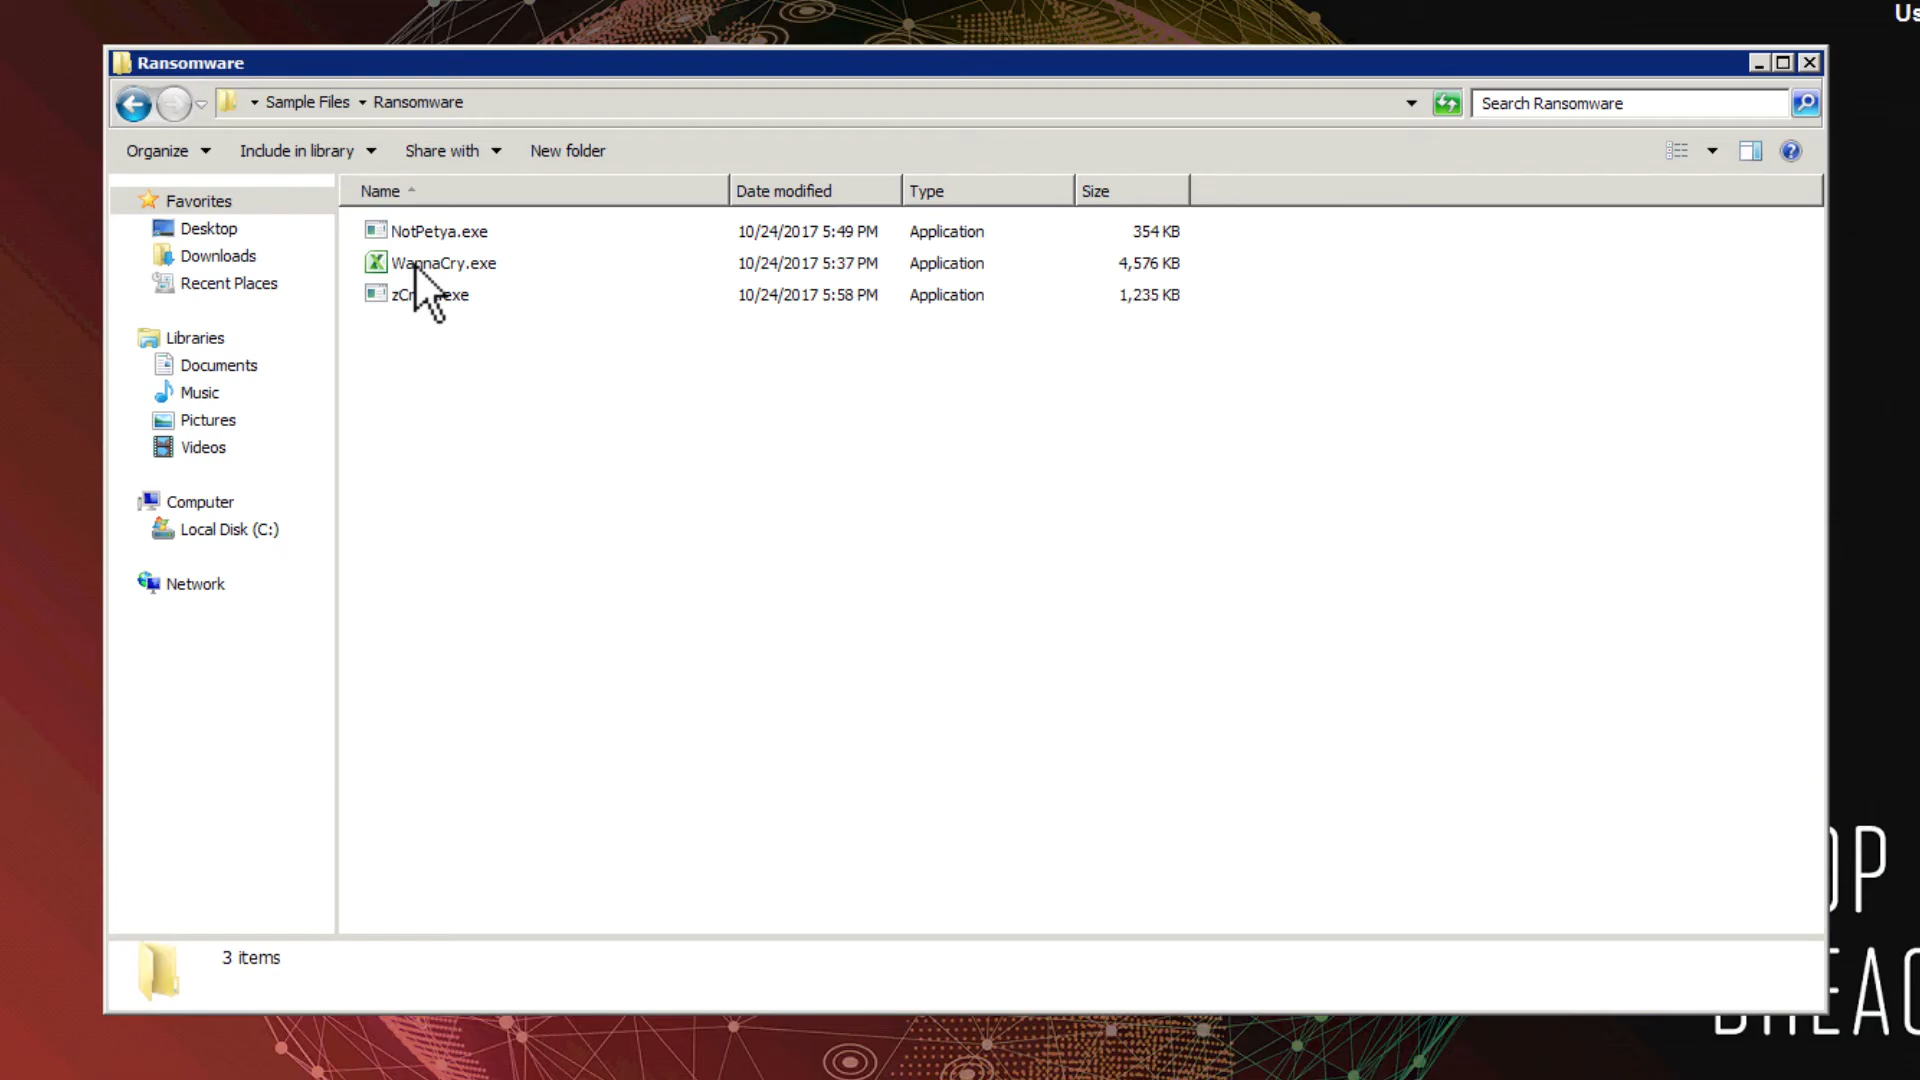 Us
Ransomware
Sample Files Ransomware
Search Ransomware
Organize Include in library Share with New folder
Name Date modified Type Size
Favorites
Desktop
Downloads
Recent Places
Libraries
Documents
Music
Pictures
Videos
Computer
Local Disk (C:)
Network
NotPetya.exe 10/24/2017 5:49 PM Application 354 KB
WannaCry.exe 10/24/2017 5:37 PM Application 4,576 KB
10/24/2017 5:58 PM Application 1,235 KB
3 items
OP
BREAC